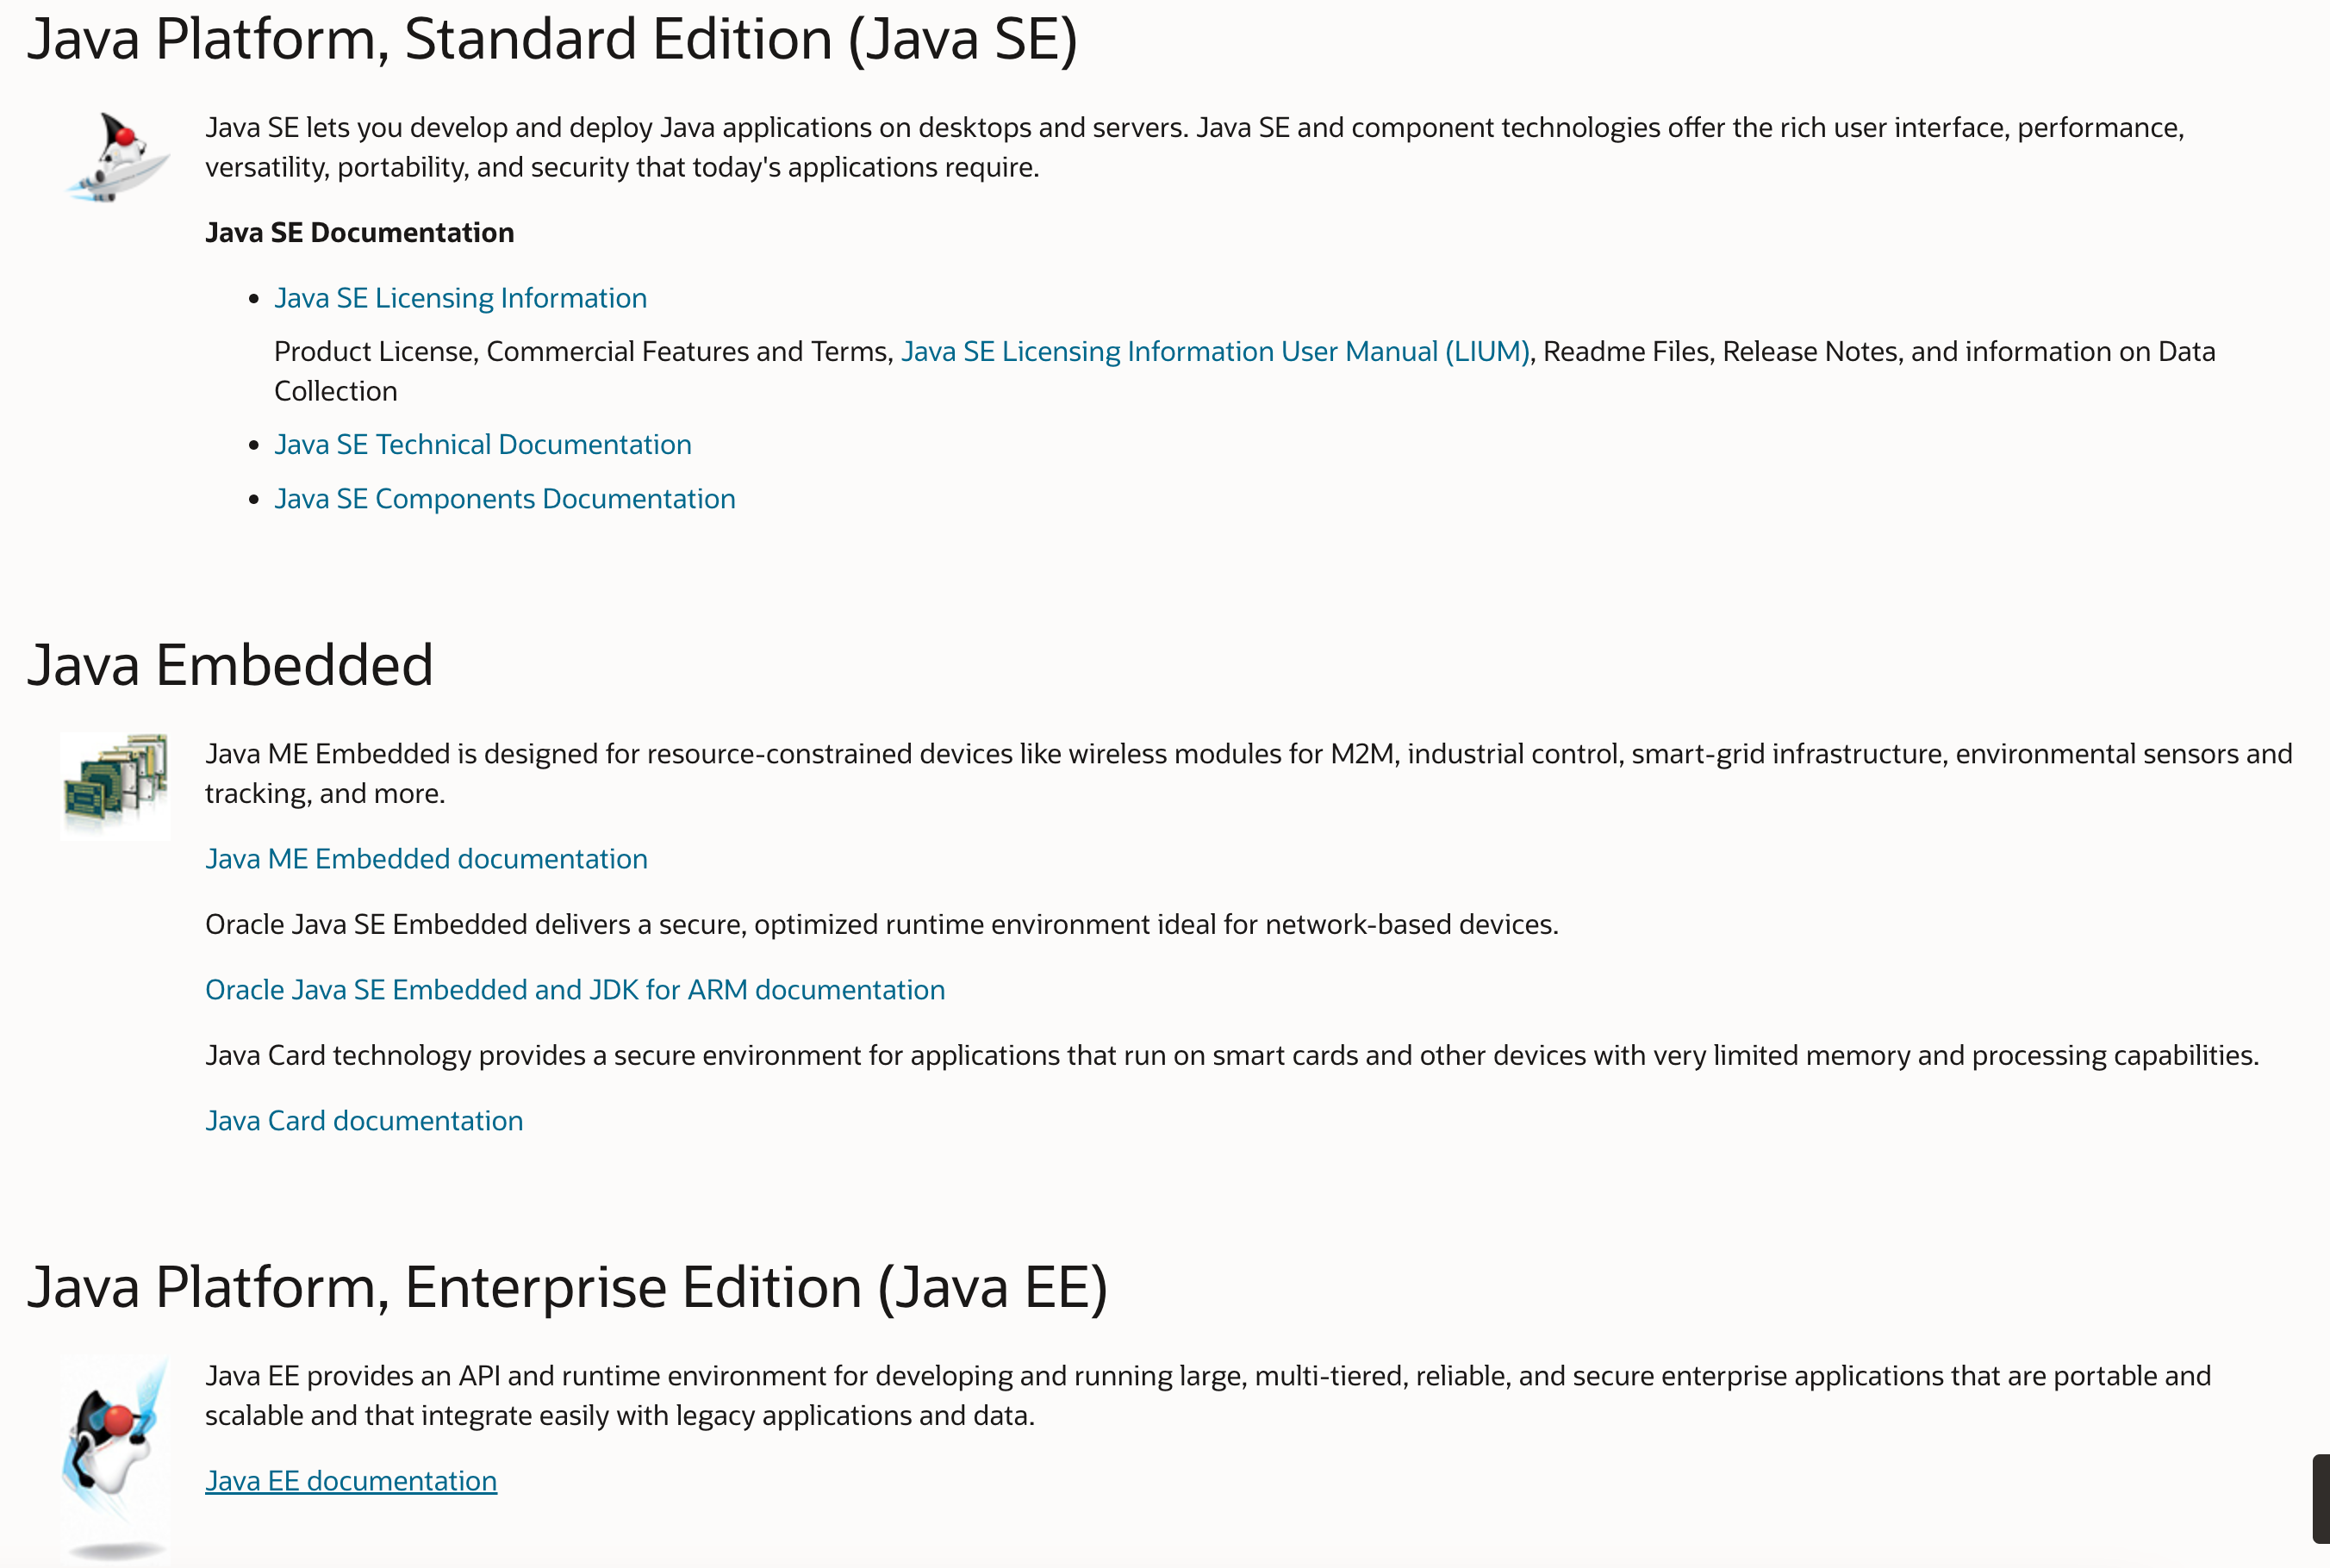 Java Platform, Standard Edition (Java SE)
Java SE lets you develop and deploy Java applications on desktops and servers. Java SE and component technologies offer the rich user interface, performance,
versatility, portability, and security that today's applications require.
Java SE Documentation
Java SE Licensing Information
Product License, Commercial Features and Terms, Java SE Licensing Information User Manual (LIUM), Readme Files, Release Notes, and information on Data
Collection
Java SE Technical Documentation
Java SE Components Documentation
Java Embedded
Java ME Embedded is designed for resource-constrained devices like wireless modules for M2M, industrial control, smart-grid infrastructure, environmental sensors and
tracking, and more.
Java ME Embedded documentation
Oracle Java SE Embedded delivers a secure, optimized runtime environment ideal for network-based devices.
Oracle Java SE Embedded and JDK for ARM documentation
Java Card technology provides a secure environment for applications that run on smart cards and other devices with very limited memory and processing capabilities.
Java Card documentation
Java Platform, Enterprise Edition (Java EE)
Java EE provides an API and runtime environment for developing and running large, multi-tiered, reliable, and secure enterprise applications that are portable and
scalable and that integrate easily with legacy applications and data.
Java EE documentation